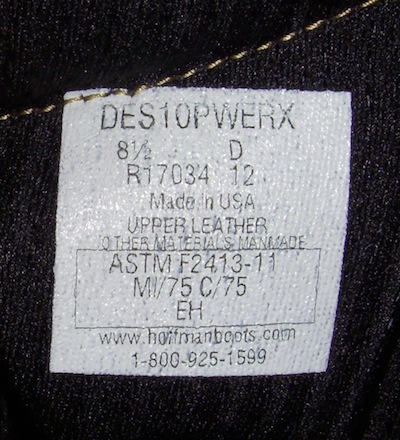 DES10PWERX
8½ D
R17034 12
Made in USA
UPPER LEATHER
OTHER MATERIALS MANMADE
ASTM F2413-11
MI/75 C/75
EH
www.hoffmanboots.com
1-800-925-1599